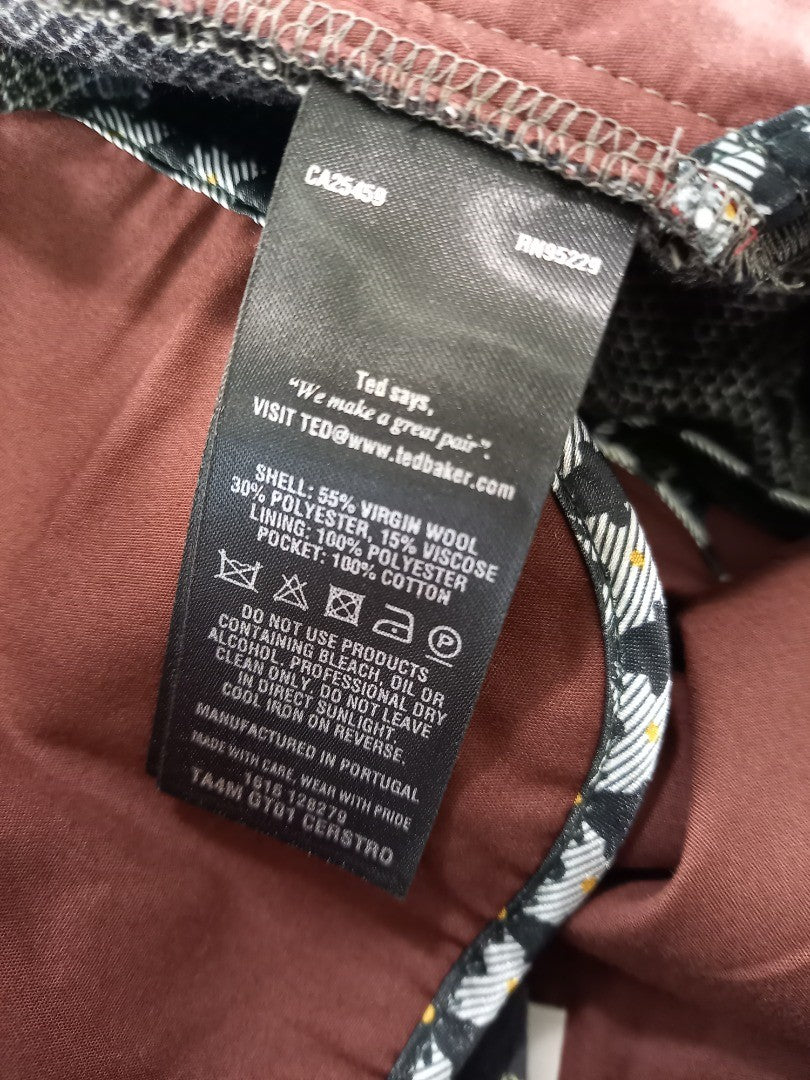 CA25459
RN95229
Ted says,
"We make a great pair".
VISIT TED@www.tedbaker.com
SHELL: 55% VIRGIN WOOL
30% POLYESTER, 15% VISCOSE
LINING: 100% POLYESTER
POCKET: 100% COTTON
P
DO NOT USE PRODUCTS
CONTAINING BLEACH, OIL OR
ALCOHOL. PROFESSIONAL DRY
CLEAN ONLY. DO NOT LEAVE
IN DIRECT SUNLIGHT.
COOL IRON ON REVERSE.
MANUFACTURED IN PORTUGAL
MADE WITH CARE, WEAR WITH PRIDE
1616 128279
TA4M GT01 CERSTRO